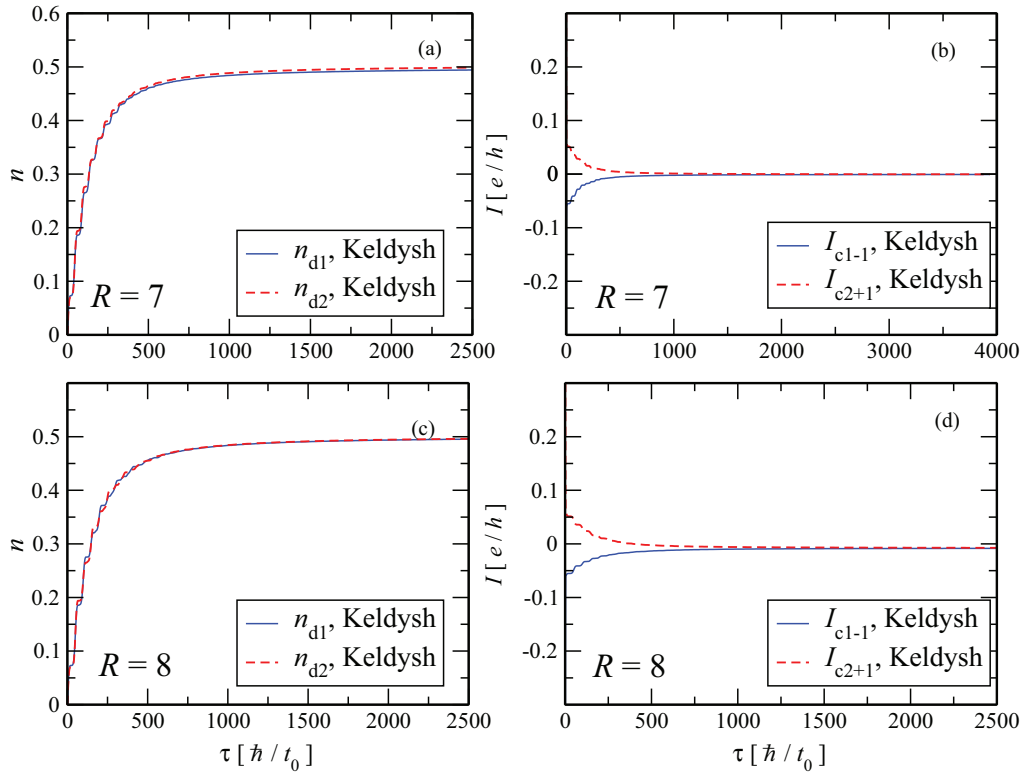 (a)
0.6
0.5
0.4
0.3
0.2
0.1
0
n
n_d1, Keldysh
n_d2, Keldysh
R = 7
0 500 1000 1500 2000 2500
(b)
0.2
0.1
0
-0.1
-0.2
I [ e / h ]
I_c1-1, Keldysh
I_c2+1, Keldysh
R = 7
0 1000 2000 3000 4000
(c)
0.5
0.4
0.3
0.2
0.1
0
n
n_d1, Keldysh
n_d2, Keldysh
R = 8
0 500 1000 1500 2000 2500
τ [ ħ / t_0 ]
(d)
0.2
0.1
0
-0.1
-0.2
I [ e / h ]
I_c1-1, Keldysh
I_c2+1, Keldysh
R = 8
0 500 1000 1500 2000 2500
τ [ ħ / t_0 ]